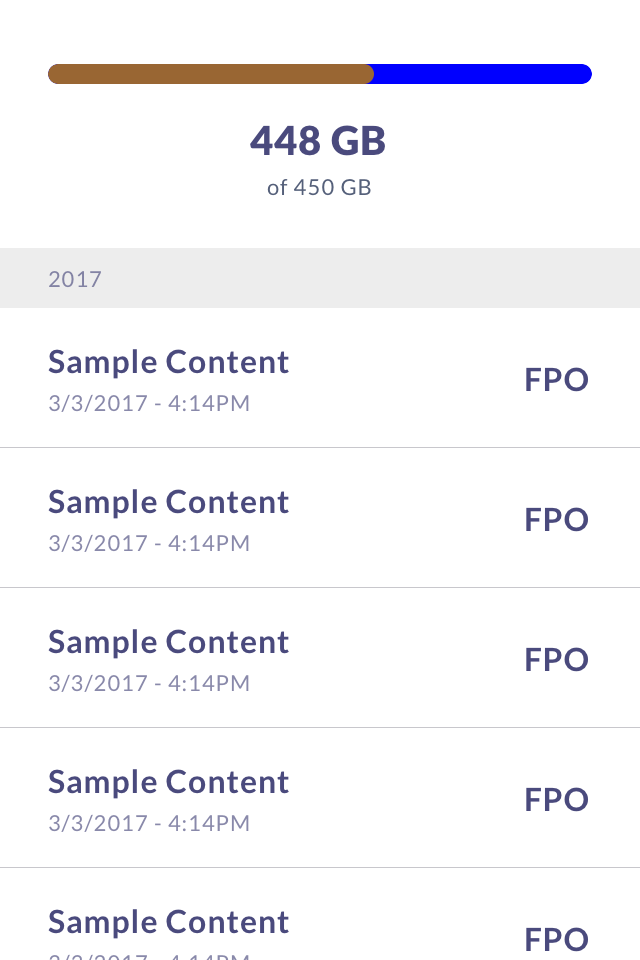 448 GB
of 450 GB
2017
Sample Content
FPO
3/3/2017 - 4:14PM
Sample Content
FPO
3/3/2017 - 4:14PM
Sample Content
FPO
3/3/2017 - 4:14PM
Sample Content
FPO
3/3/2017 - 4:14PM
Sample Content
FPO